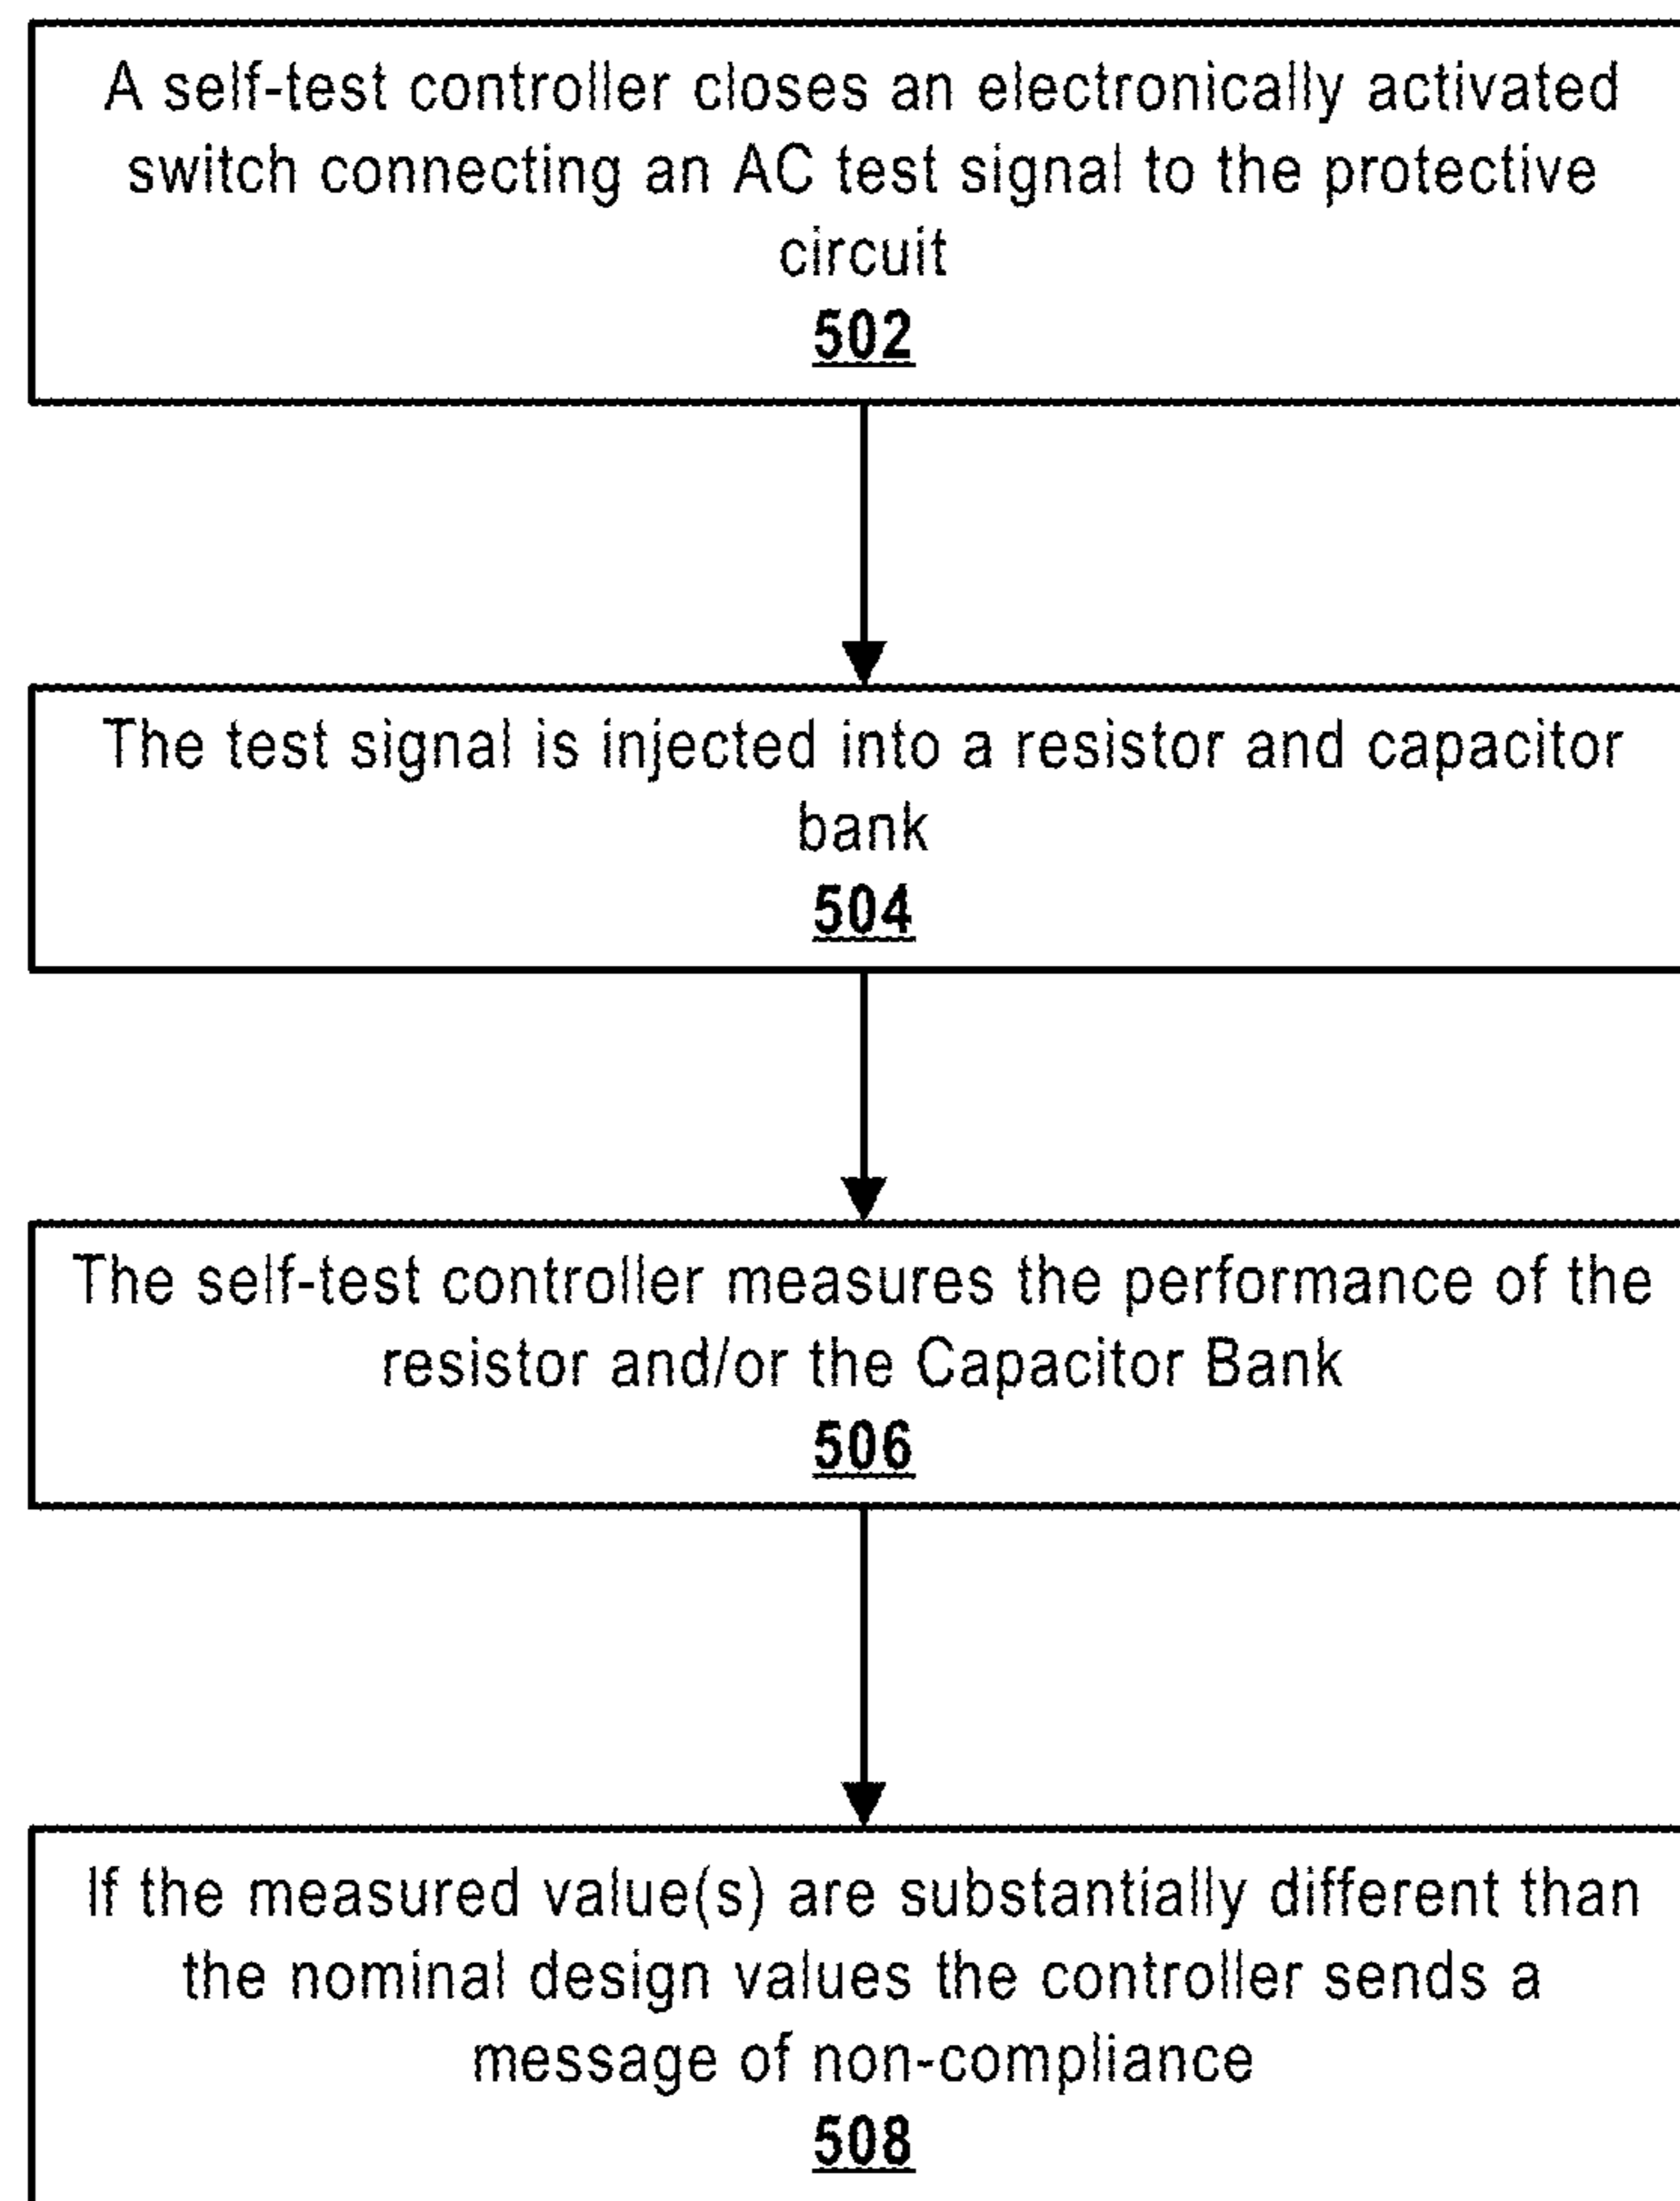 A self-test controller closes an electronically activated
switch connecting an AC test signal to the protective
circuit
502
The test signal is injected into a resistor and capacitor
bank
504
The self-test controller measures the performance of the
resistor and/or the Capacitor Bank
506
If the measured value(s) are substantially different than
the nominal design values the controller sends a
message of non-compliance
508